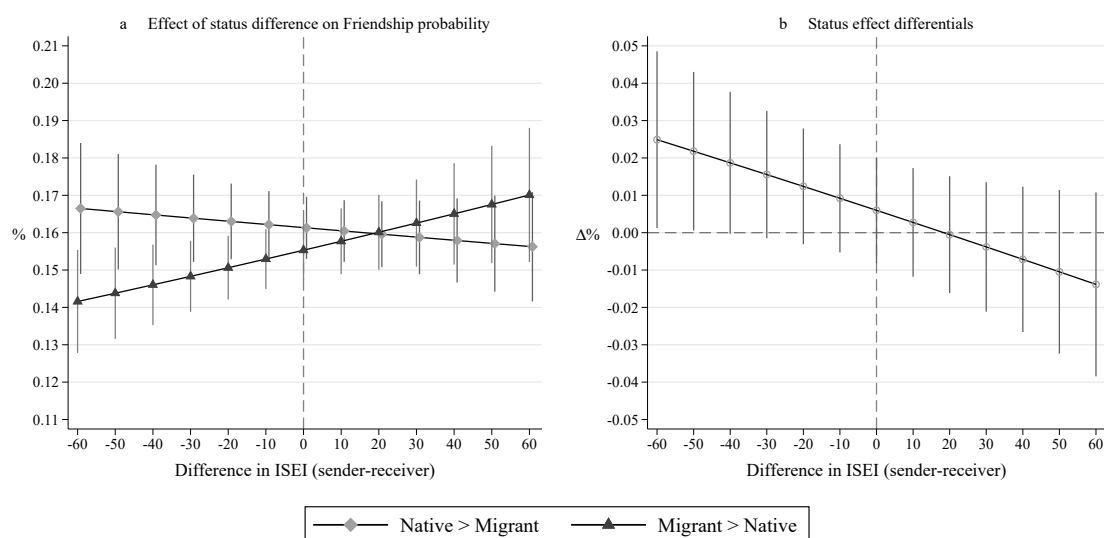 a Effect of status difference on Friendship probability
0.21
0.20
0.19
0.18
0.17
%
0.16
0.15
0.14
0.13
0.12
0.11
-60 -50 -40 -30 -20 -10 0 10 20 30 40 50 60
Difference in ISEI (sender-receiver)
b Status effect differentials
0.05
0.04
0.03
0.02
0.01
Δ%
0.00
-0.01
-0.02
-0.03
-0.04
-0.05
-60 -50 -40 -30 -20 -10 0 10 20 30 40 50 60
Difference in ISEI (sender-receiver)
Native > Migrant Migrant > Native